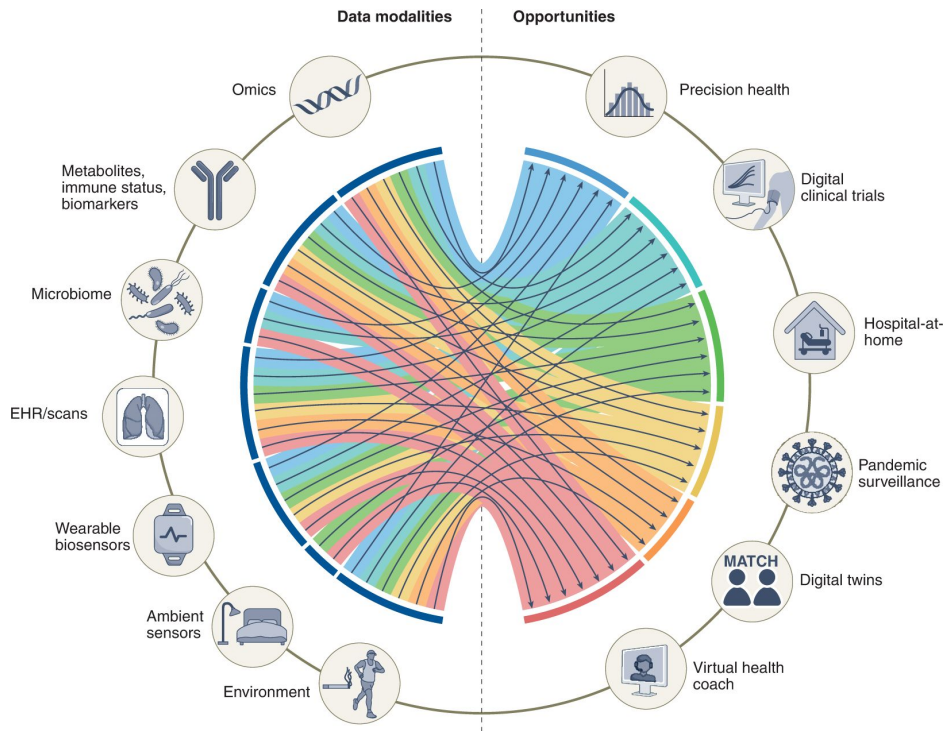 Data modalities
Opportunities
Omics
Metabolites,
immune status,
biomarkers
Microbiome
EHR/scans
Wearable
biosensors
Ambient
sensors
Environment
Precision health
Digital
clinical trials
Hospital-at-
home
Pandemic
surveillance
MATCH
Digital twins
Virtual health
coach